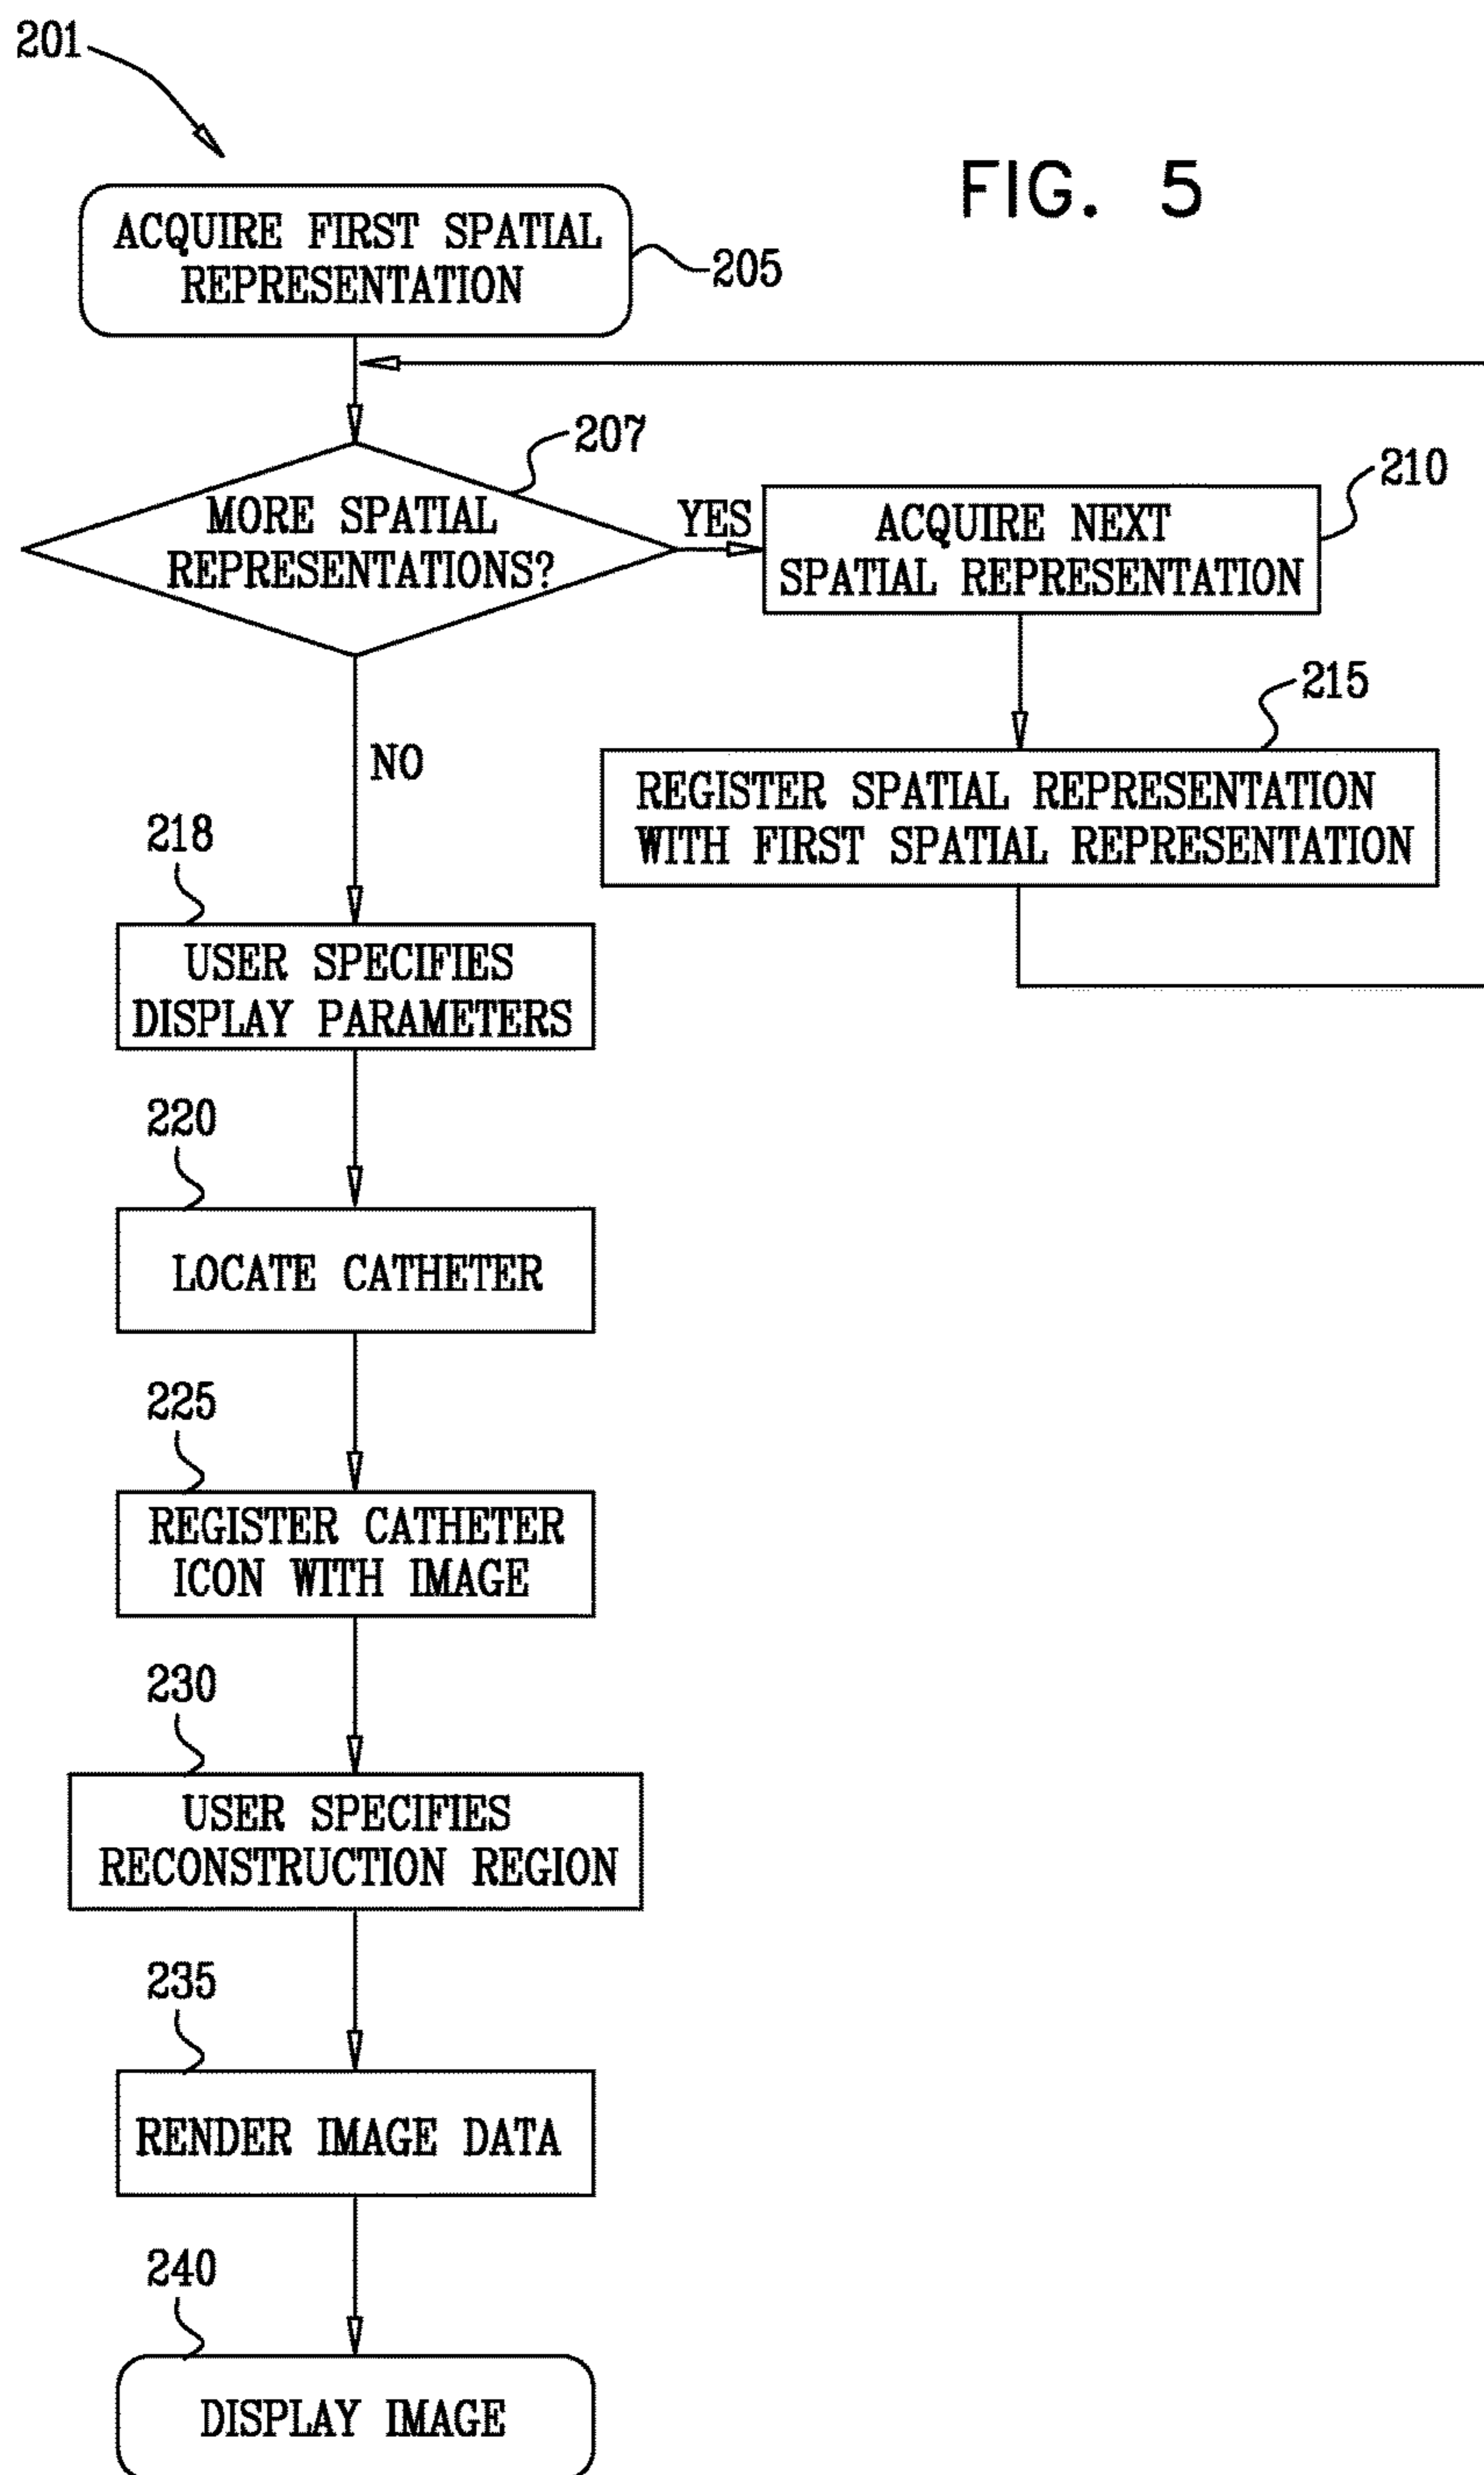 201
FIG. 5
ACQUIRE FIRST SPATIAL
REPRESENTATION
205
207
MORE SPATIAL
REPRESENTATIONS?
YES
210
ACQUIRE NEXT
SPATIAL REPRESENTATION
215
REGISTER SPATIAL REPRESENTATION
WITH FIRST SPATIAL REPRESENTATION
NO
218
USER SPECIFIES
DISPLAY PARAMETERS
220
LOCATE CATHETER
225
REGISTER CATHETER
ICON WITH IMAGE
230
USER SPECIFIES
RECONSTRUCTION REGION
235
RENDER IMAGE DATA
240
DISPLAY IMAGE